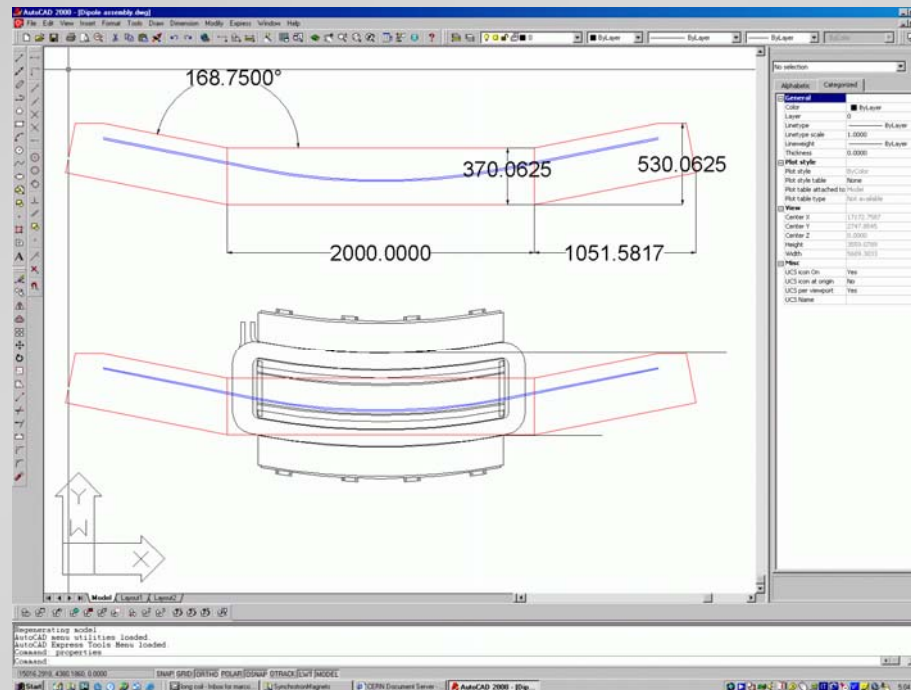 AutoCAD 2000 - [Dipole assembly.dwg]
File Edit View Insert Format Tools Draw Dimension Modify Express Window Help
0 ByLayer ByLayer ByLayer ByColor
No selection
Alphabetic Categorized
General
Color ByLayer
Layer 0
Linetype ByLayer
Linetype scale 1.0000
Lineweight ByLayer
Thickness 0.0000
Plot style
Plot style ByColor
Plot style table None
Plot table attached to Model
Plot table type Not available
View
Center X
Center Y
Center Z 0.0000
Height
Width
Misc
UCS icon On Yes
UCS icon at origin No
UCS per viewport Yes
UCS Name
168.7500°
370.0625
530.0625
2000.0000
1051.5817
Y
W
X
Model Layout1 Layout2
Regenerating model.
AutoCAD menu utilities loaded.
AutoCAD Express Tools Menu loaded.
Command: properties
Command:
SNAP GRID ORTHO POLAR OSNAP OTRACK LWT MODEL
Start long coil - Inbox for SynchrotronMagnets CERN Document Server AutoCAD 2000 - [Dip...